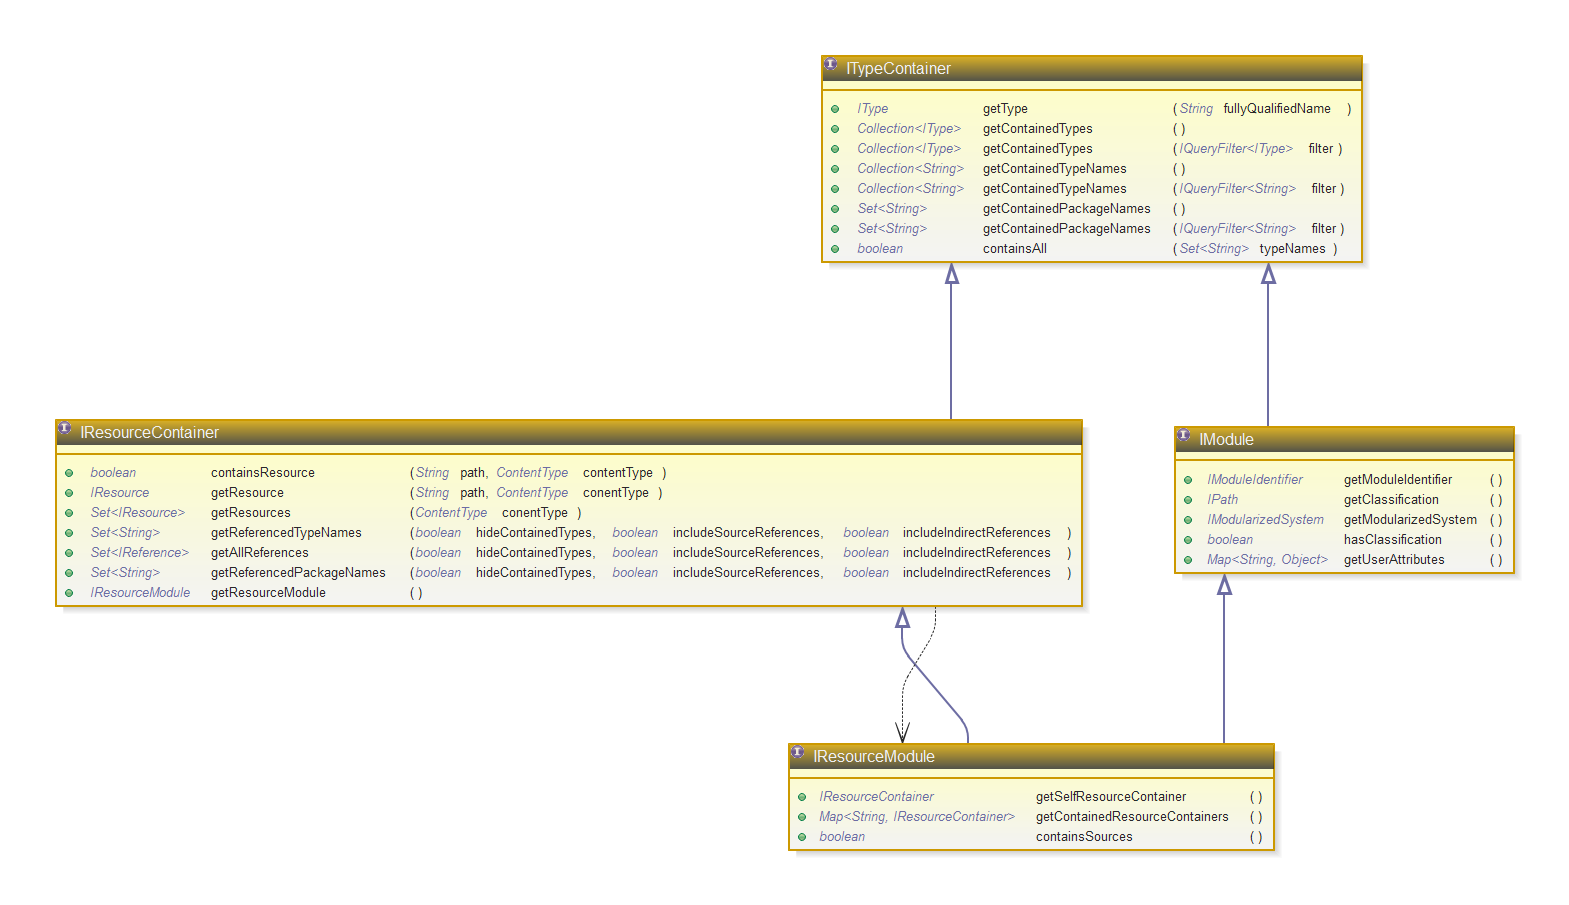 ITypeContainer
IType getType ( String fullyQualifiedName )
Collection<IType> getContainedTypes ( )
Collection<IType> getContainedTypes ( IQueryFilter<IType> filter )
Collection<String> getContainedTypeNames ( )
Collection<String> getContainedTypeNames ( IQueryFilter<String> filter )
Set<String> getContainedPackageNames ( )
Set<String> getContainedPackageNames ( IQueryFilter<String> filter )
boolean containsAll ( Set<String> typeNames )
IResourceContainer
boolean containsResource ( String path, ContentType contentType )
IResource getResource ( String path, ContentType conentType )
Set<IResource> getResources ( ContentType conentType )
Set<String> getReferencedTypeNames ( boolean hideContainedTypes, boolean includeSourceReferences, boolean includeIndirectReferences )
Set<IReference> getAllReferences ( boolean hideContainedTypes, boolean includeSourceReferences, boolean includeIndirectReferences )
Set<String> getReferencedPackageNames ( boolean hideContainedTypes, boolean includeSourceReferences, boolean includeIndirectReferences )
IResourceModule getResourceModule ( )
IModule
IModuleIdentifier getModuleIdentifier ( )
IPath getClassification ( )
IModularizedSystem getModularizedSystem ( )
boolean hasClassification ( )
Map<String, Object> getUserAttributes ( )
IResourceModule
IResourceContainer getSelfResourceContainer ( )
Map<String, IResourceContainer> getContainedResourceContainers ( )
boolean containsSources ( )